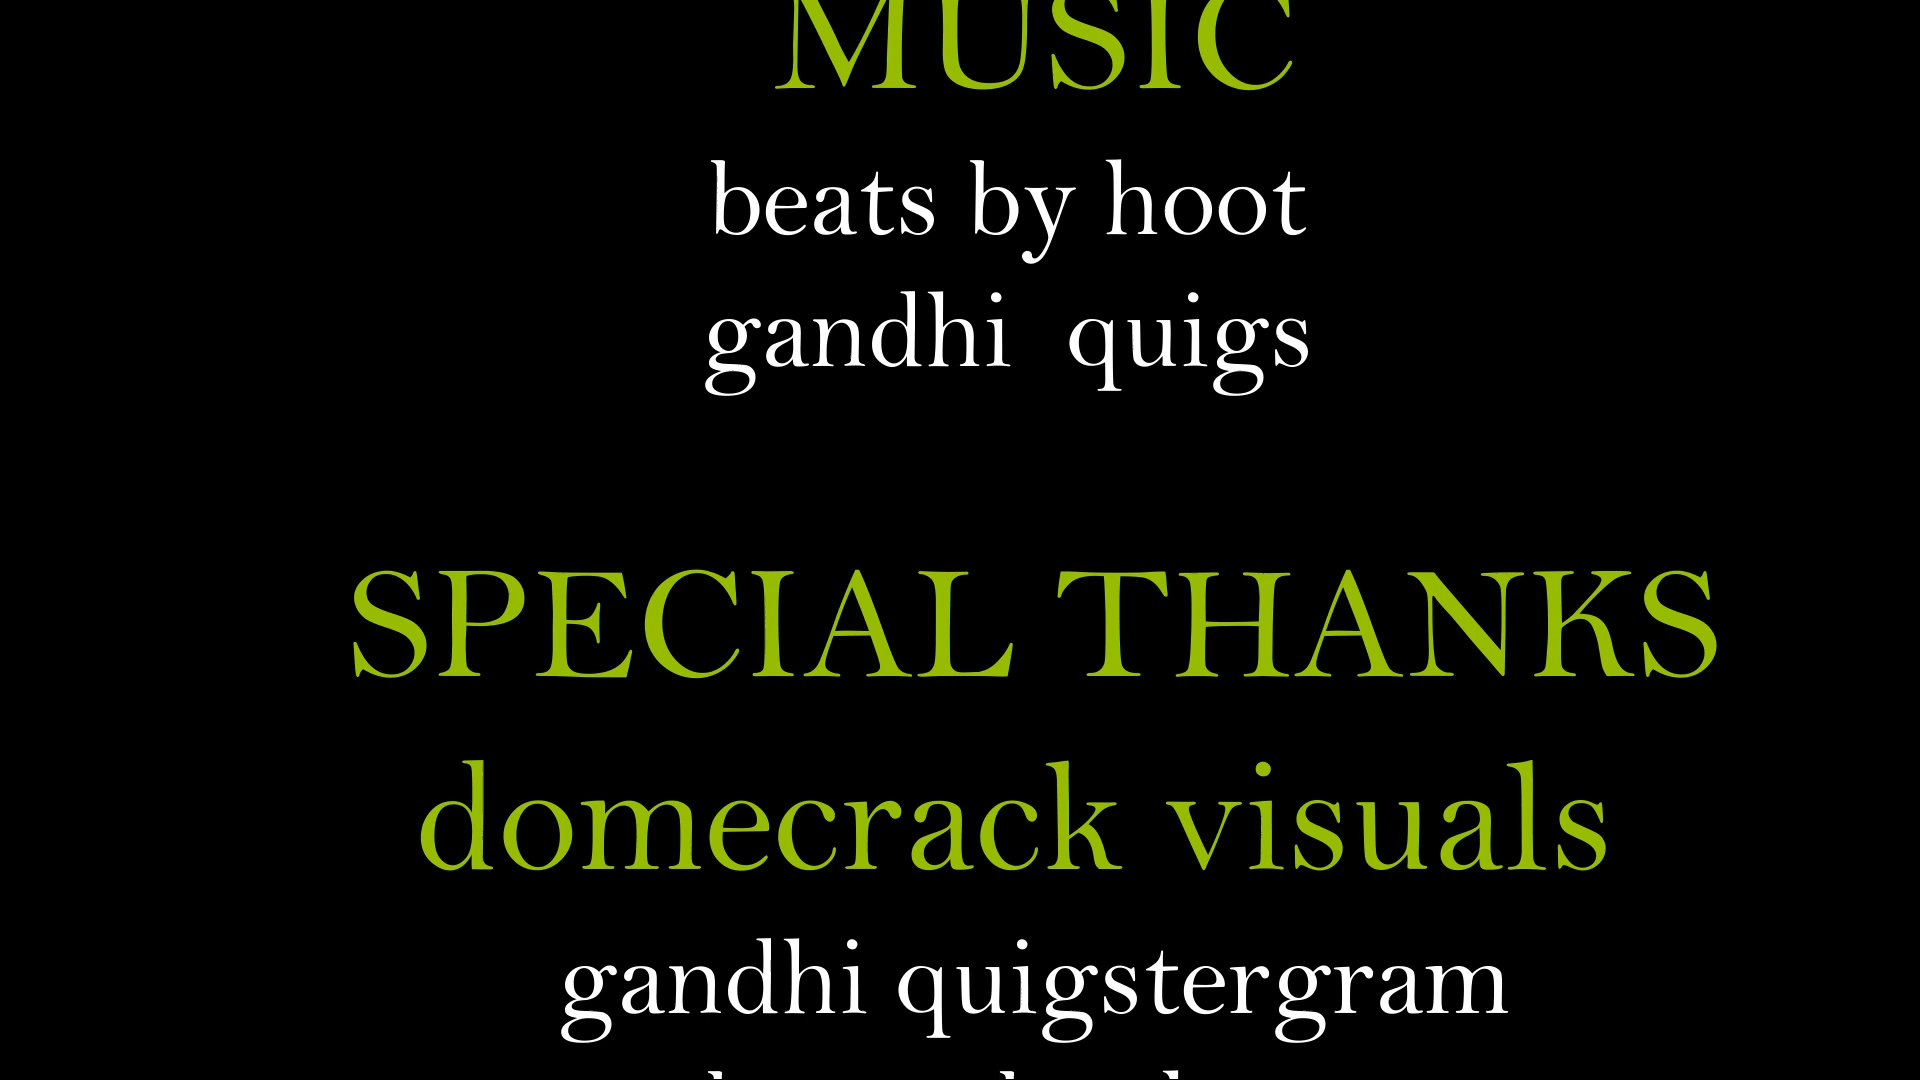 MUSIC
beats by hoot
gandhi  quigs
SPECIAL THANKS
domecrack visuals
gandhi quigstergram